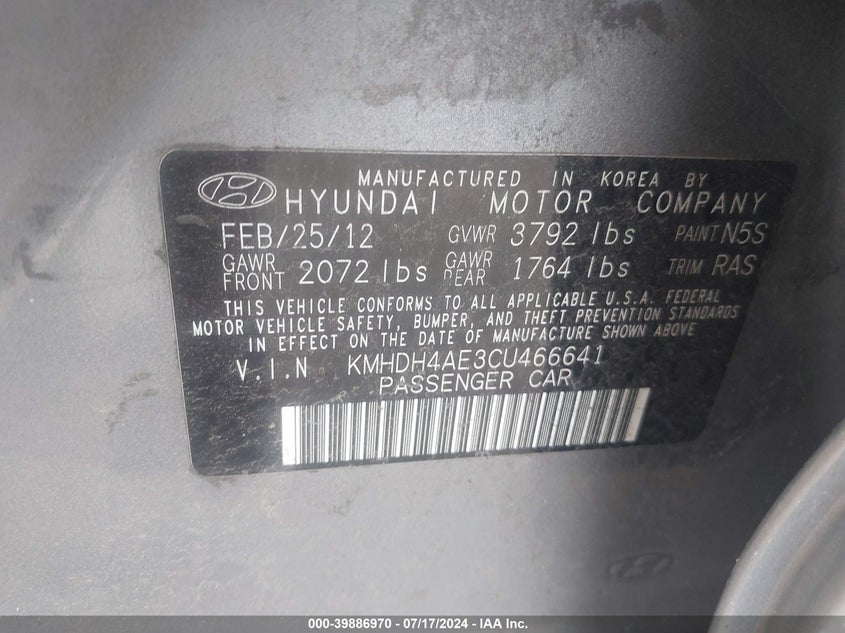 MANUFACTURED IN KOREA BY
HYUNDAI MOTOR COMPANY
FEB/25/12 GVWR 3792 lbs PAINT N5S
GAWR FRONT 2072 lbs GAWR REAR 1764 lbs TRIM RAS
THIS VEHICLE CONFORMS TO ALL APPLICABLE U.S.A. FEDERAL
MOTOR VEHICLE SAFETY, BUMPER, AND THEFT PREVENTION STANDARDS
IN EFFECT ON THE DATE OF MANUFACTURE SHOWN ABOVE
V.I.N KMHDH4AE3CU466641
PASSENGER CAR
000-39886970 - 07/17/2024 - IAA Inc.